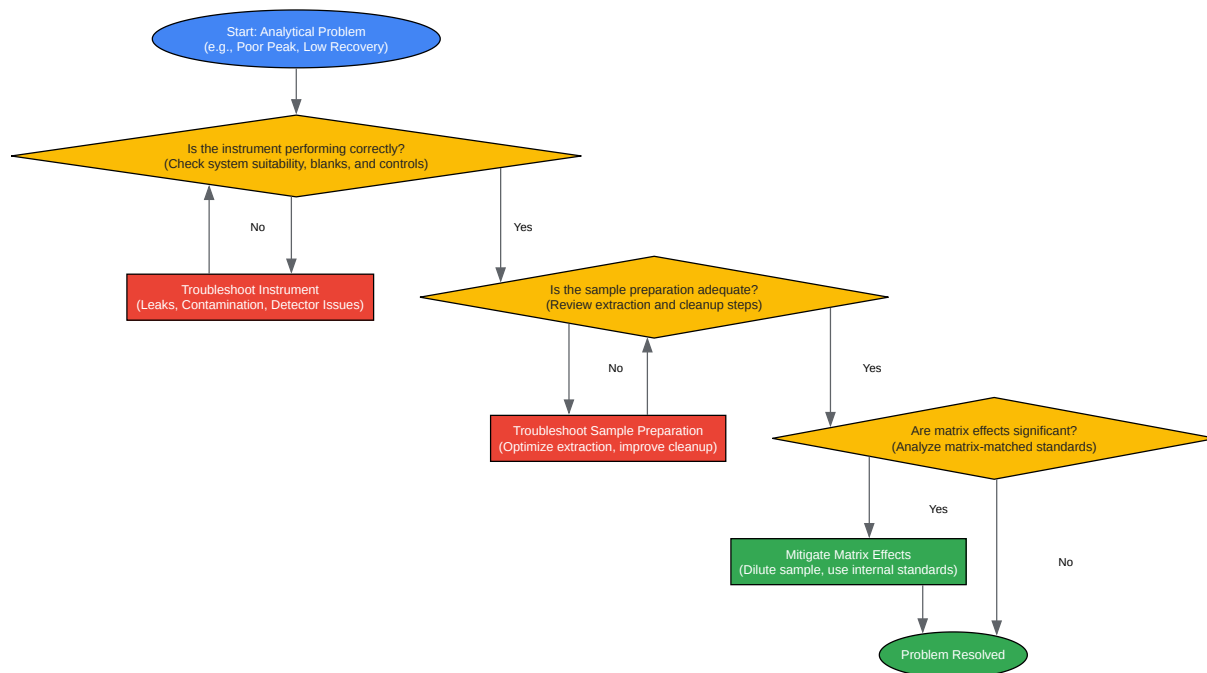 Start: Analytical Problem
(e.g., Poor Peak, Low Recovery)
Is the instrument performing correctly?
(Check system suitability, blanks, and controls)
No
Yes
Troubleshoot Instrument
(Leaks, Contamination, Detector Issues)
Is the sample preparation adequate?
(Review extraction and cleanup steps)
No
Yes
Troubleshoot Sample Preparation
(Optimize extraction, improve cleanup)
Are matrix effects significant?
(Analyze matrix-matched standards)
Yes
Mitigate Matrix Effects
(Dilute sample, use internal standards)
No
Problem Resolved